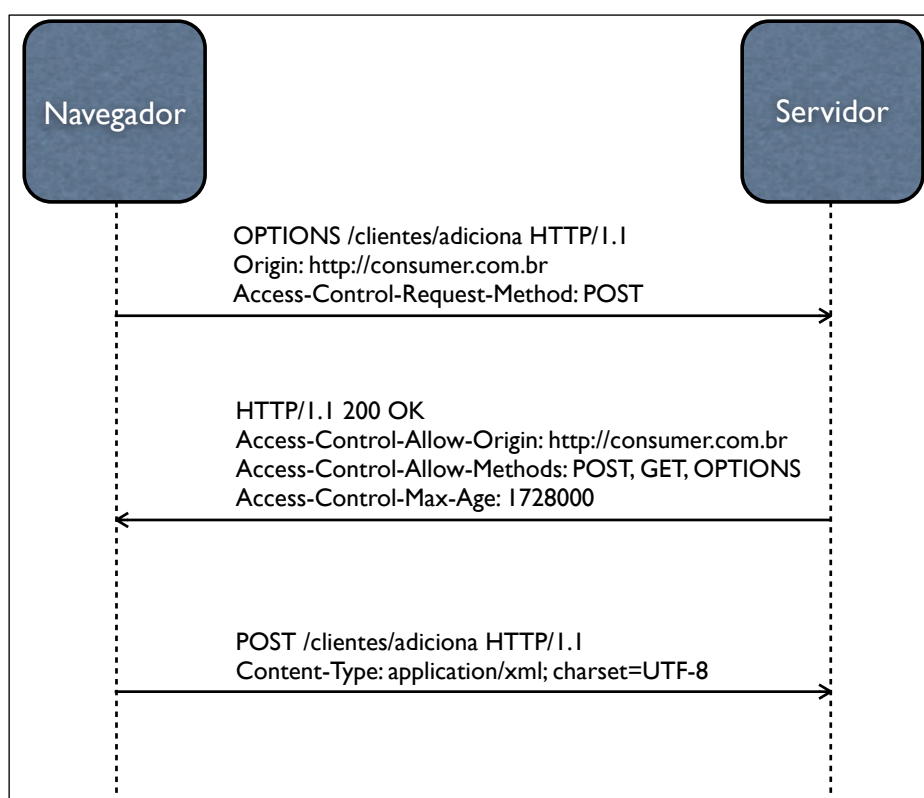 Navegador
Servidor
OPTIONS /clientes/adiciona HTTP/1.1
Origin: http://consumer.com.br
Access-Control-Request-Method: POST
HTTP/1.1 200 OK
Access-Control-Allow-Origin: http://consumer.com.br
Access-Control-Allow-Methods: POST, GET, OPTIONS
Access-Control-Max-Age: 1728000
POST /clientes/adiciona HTTP/1.1
Content-Type: application/xml; charset=UTF-8